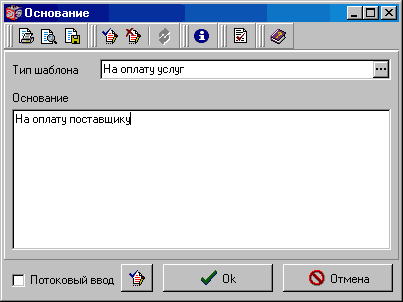 Основание
Тип шаблона
На оплату услуг
Основание
На оплату поставщику
Потоковый ввод
Ok
Отмена